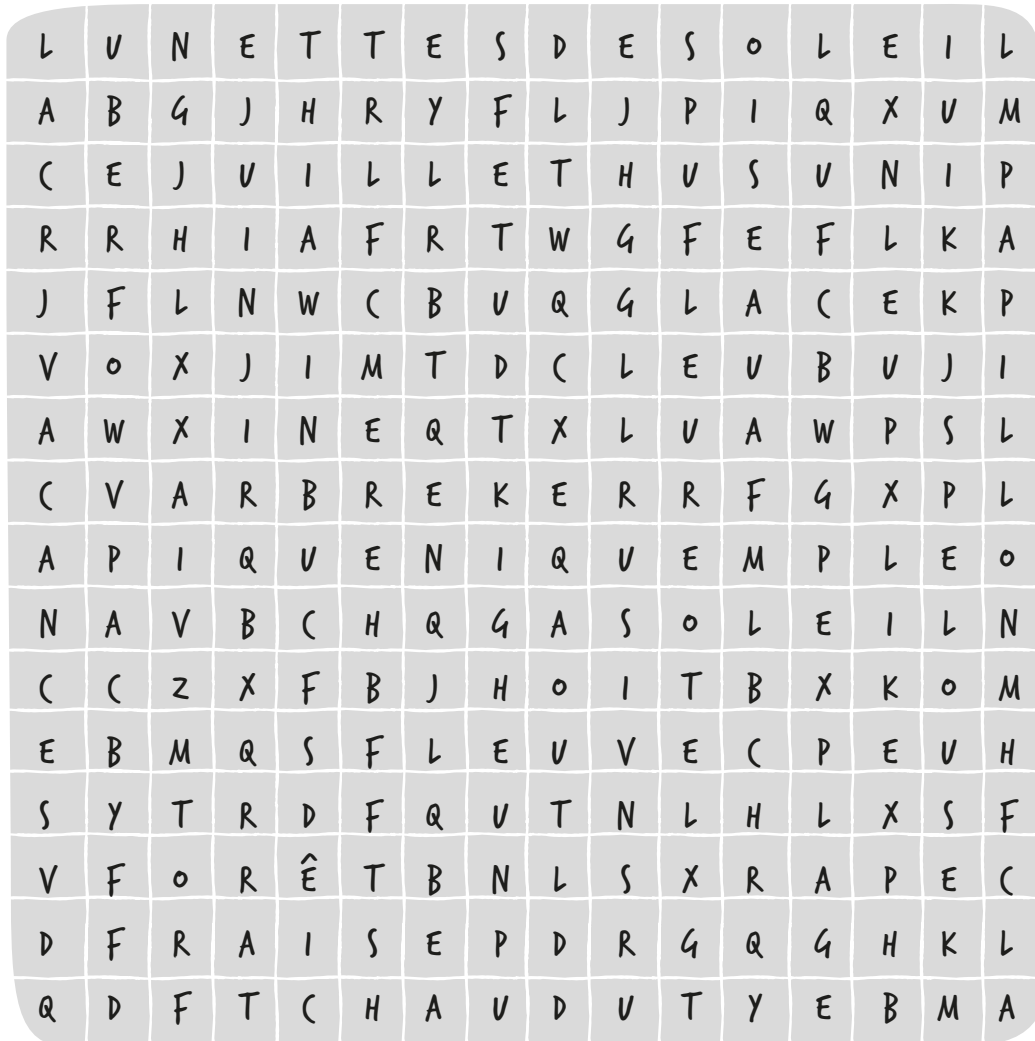 L U N E T T E S D E S O L E I L
A B G J H R Y F L J P I Q X U M
C E J U I L L E T H U S U N I P
R R H I A F R T W G F E F L K A
J F L N W C B U Q G L A C E K P
V O X J I M T D C L E U B U J I
A W X I N E Q T X L U A W P S L
C V A R B R E K E R R F G X P L
A P I Q U E N I Q U E M P L E O
N A V B C H Q G A S O L E I L N
C C Z X F B J H O I T B X K O M
E B M Q S F L E U V E C P E U H
S Y T R D F Q U T N L H L X S F
V F O R Ê T B N L S X R A P E C
D F R A I S E P D R G Q G H K L
Q D F T C H A U D U T Y E B M A